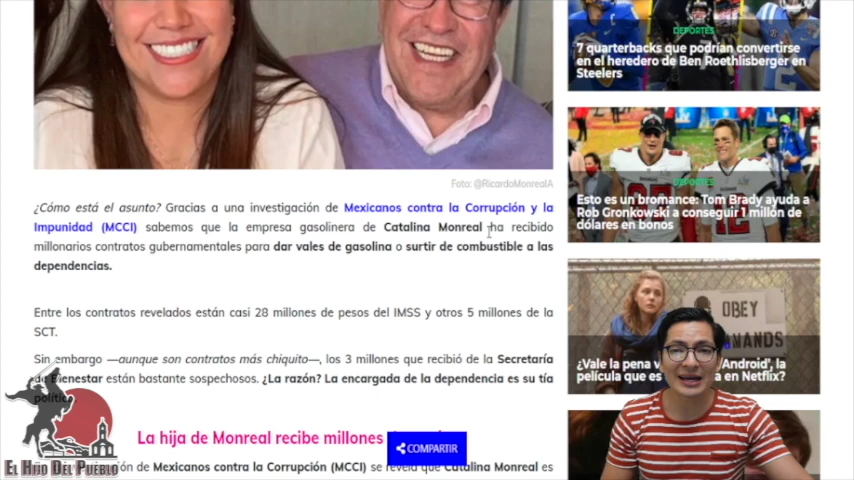 Foto: @RicardoMonrealA
¿Cómo está el asunto? Gracias a una investigación de Mexicanos contra la Corrupción y la
Impunidad (MCCI) sabemos que la empresa gasolinera de Catalina Monreal ha recibido
millonarios contratos gubernamentales para dar vales de gasolina o surtir de combustible a las
dependencias.
Entre los contratos revelados están casi 28 millones de pesos del IMSS y otros 5 millones de la
SCT.
Sin embargo —aunque son contratos más chiquito—, los 3 millones que recibió de la Secretaría
de Bienestar están bastante sospechosos. ¿La razón? La encargada de la dependencia es su tía
política.
La hija de Monreal recibe millones
COMPARTIR
de Mexicanos contra la Corrupción (MCCI) se revela que Catalina Monreal es
DEPORTES
7 quarterbacks que podrían convertirse
en el heredero de Ben Roethlisberger en
Steelers
DEPORTES
Esto es un bromance: Tom Brady ayuda a
Rob Gronkowski a conseguir 1 millón de
dólares en bonos
OBEY
¿Vale la pena Android', la
película que es en Netflix?
EL HIJO DEL PUEBLO